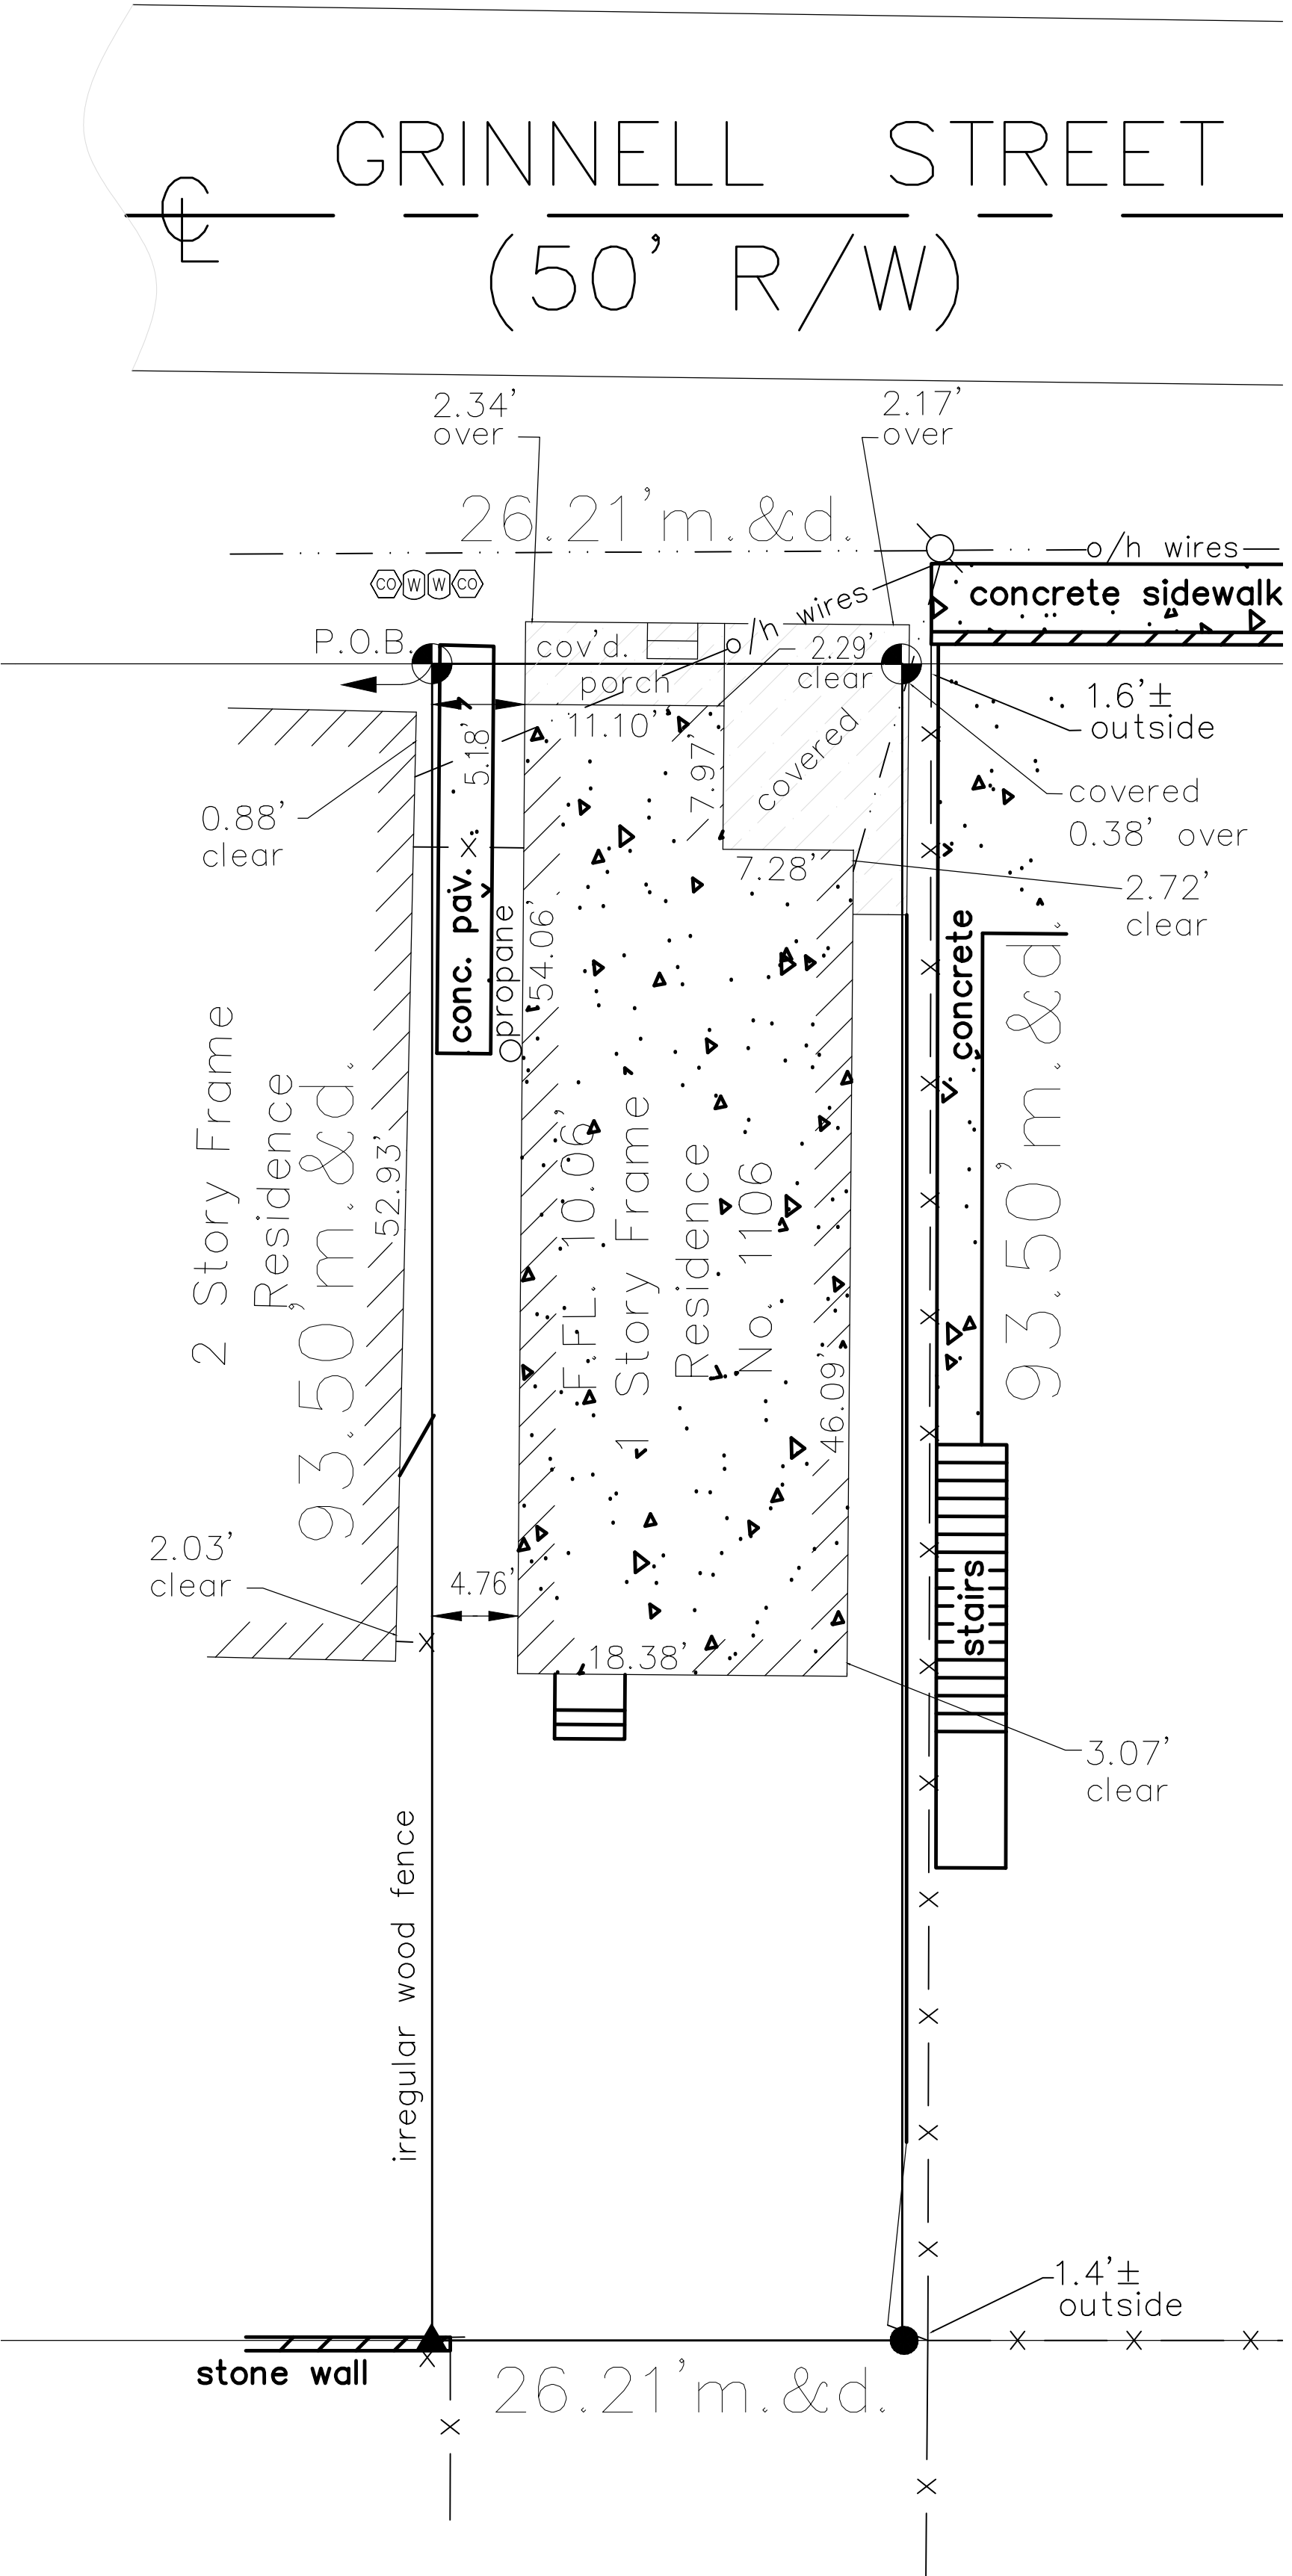 GRINNELL STREET
CL
(50' R/W)
2.34'
over
2.17'
over
26.21'm.&d.
o/h wires
CO W W CO
concrete sidewalk
o/h wires
P.O.B.
cov'd.
porch
2.29'
clear
11.10'
5.18'
7.97'
covered
1.6'±
outside
covered
0.38' over
0.88'
clear
7.28'
2.72'
clear
conc. pav.
propane
54.06'
concrete
93.50' m.&d.
2 Story Frame
Residence
93.50' m.&d.
52.93'
F.FL. 10.06'
1 Story Frame
Residence
No. 1106
46.09'
stairs
2.03'
clear
4.76'
18.38'
3.07'
clear
irregular wood fence
1.4'±
outside
stone wall
26.21'm.&d.